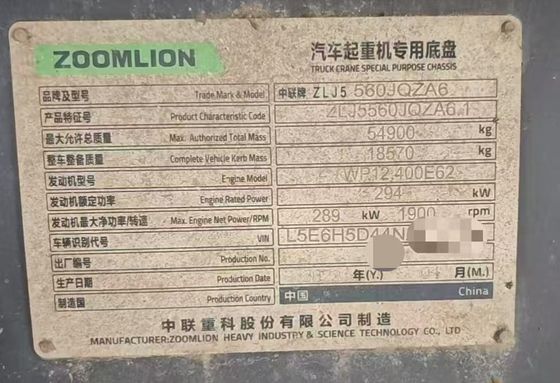 ZOOMLION 汽车起重机专用底盘
TRUCK CRANE SPECIAL PURPOSE CHASSIS
品牌及型号 Trade Mark & Model 中联牌 ZLJ5 560JQZA6
产品特征号 Product Characteristic Code ZLJ5560JQZA6.1
最大允许总质量 Max. Authorized Total Mass 54900 kg
整车整备质量 Complete Vehicle Kerb Mass 18570 kg
发动机型号 Engine Model WP12.400E62
发动机额定功率 Engine Rated Power 294 kW
发动机最大净功率/转速 Max. Engine Net Power/RPM 289 kW 1900 rpm
车辆识别代号 VIN L5E6H5D44N
出厂编号 Production No.
生产日期 Production Date 年(Y.) 月(M.)
制造国 Production Country 中国 China
中联重科股份有限公司制造
MANUFACTURER:ZOOMLION HEAVY INDUSTRY & SCIENCE TECHNOLOGY CO., LTD